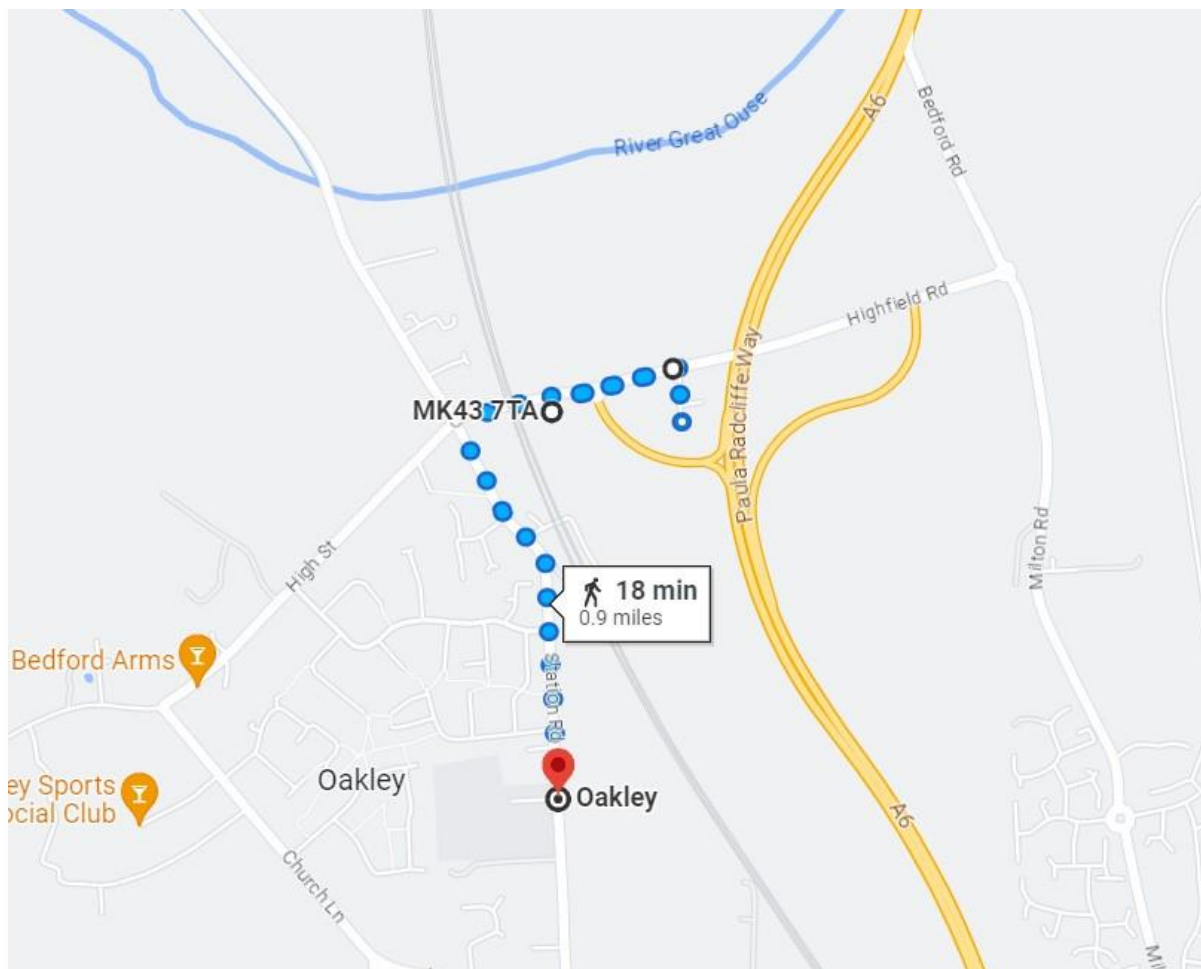 River Great Ouse
A6
Bedford Rd
Highfield Rd
Paula Radcliffe Way
MK43 7TA
High St
Milton Rd
18 min
0.9 miles
Bedford Arms
Station Rd
Oakley
ey Sports
ocial Club
Oakley
A6
Church Ln
Mi